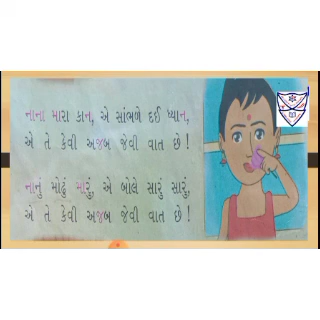 નાના મારા કાન, એ સાંભળે દઈ ધ્યાન,
એ તે કેવી અજબ જેવી વાત છે!
નાનું મોઢું મારું, એ બોલે સારું સારું,
એ તે કેવી અજબ જેવી વાત છે!